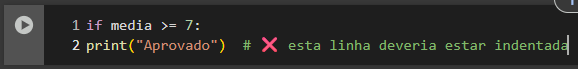 1 if media >= 7:
2 print("Aprovado")  # ❌ esta linha deveria estar indentada